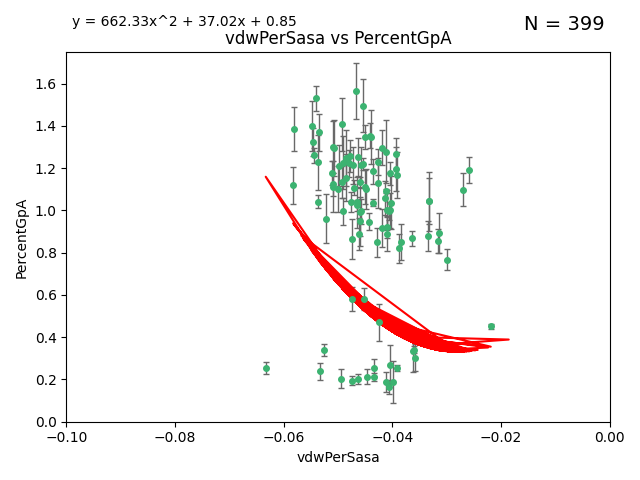 y = 662.33x^2 + 37.02x + 0.85
N = 399
vdwPerSasa vs PercentGpA
1.6
1.4
1.2
1.0
0.8
0.6
0.4
0.2
0.0
PercentGpA
−0.10 −0.08 −0.06 −0.04 −0.02 0.00
vdwPerSasa